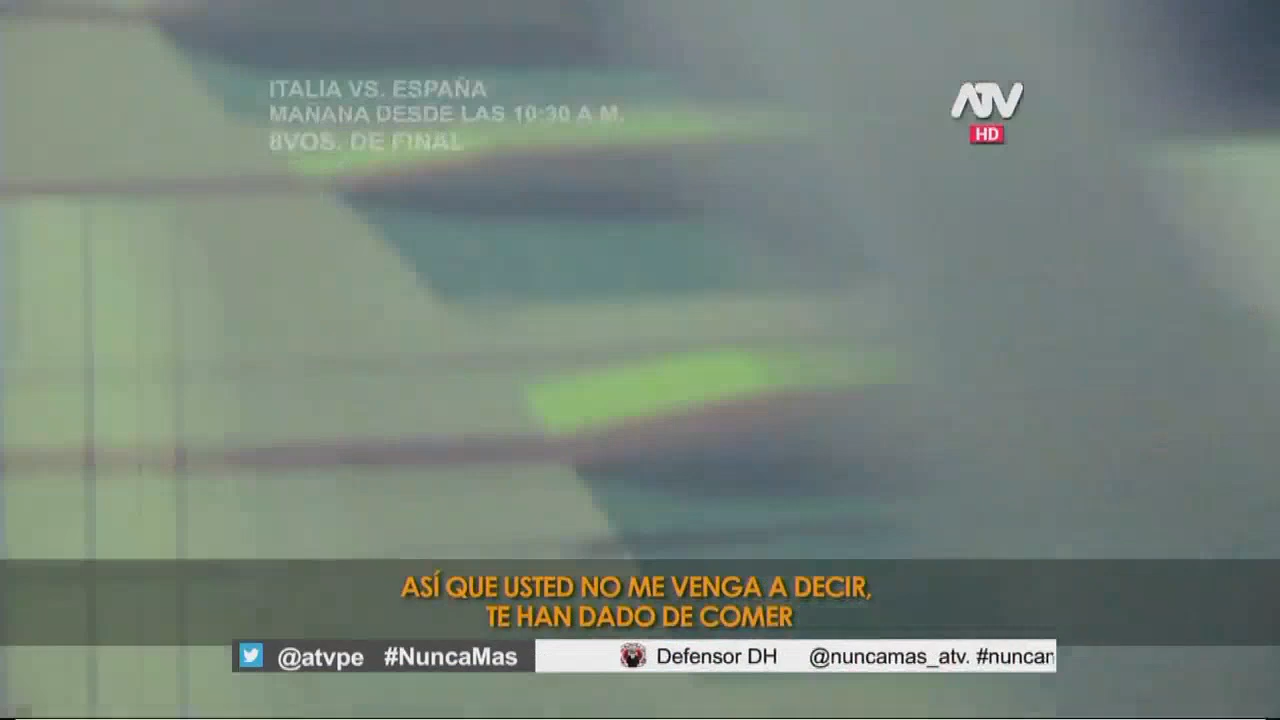 ITALIA VS. ESPAÑA
MAÑANA DESDE LAS 10:30 A.M.
8VOS. DE FINAL
ATV
HD
ASÍ QUE USTED NO ME VENGA A DECIR,
TE HAN DADO DE COMER
@atvpe #NuncaMas Defensor DH @nuncamas_atv. #nuncan